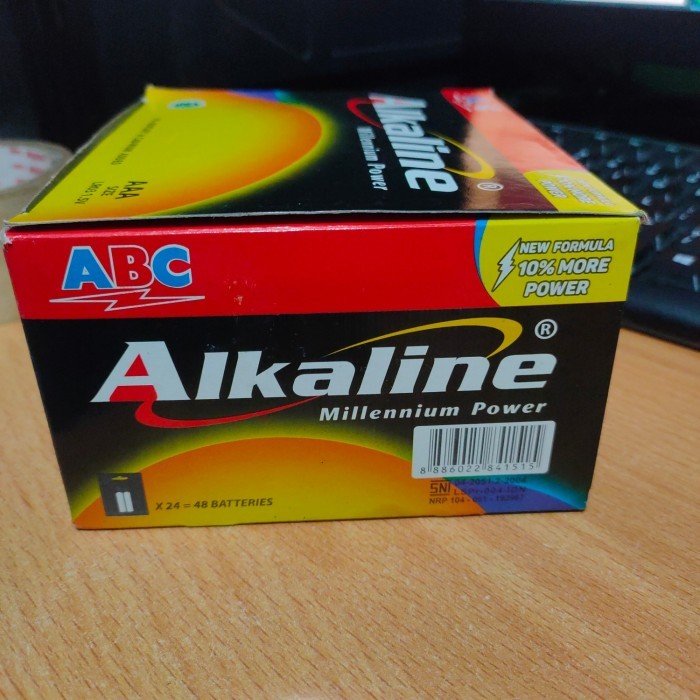 Alkaline
Millennium Power
AAA
SIZE
ABC
NEW FORMULA
10% MORE
POWER
Alkaline®
Millennium Power
8 886022 841515
X 24 = 48 BATTERIES
SNI